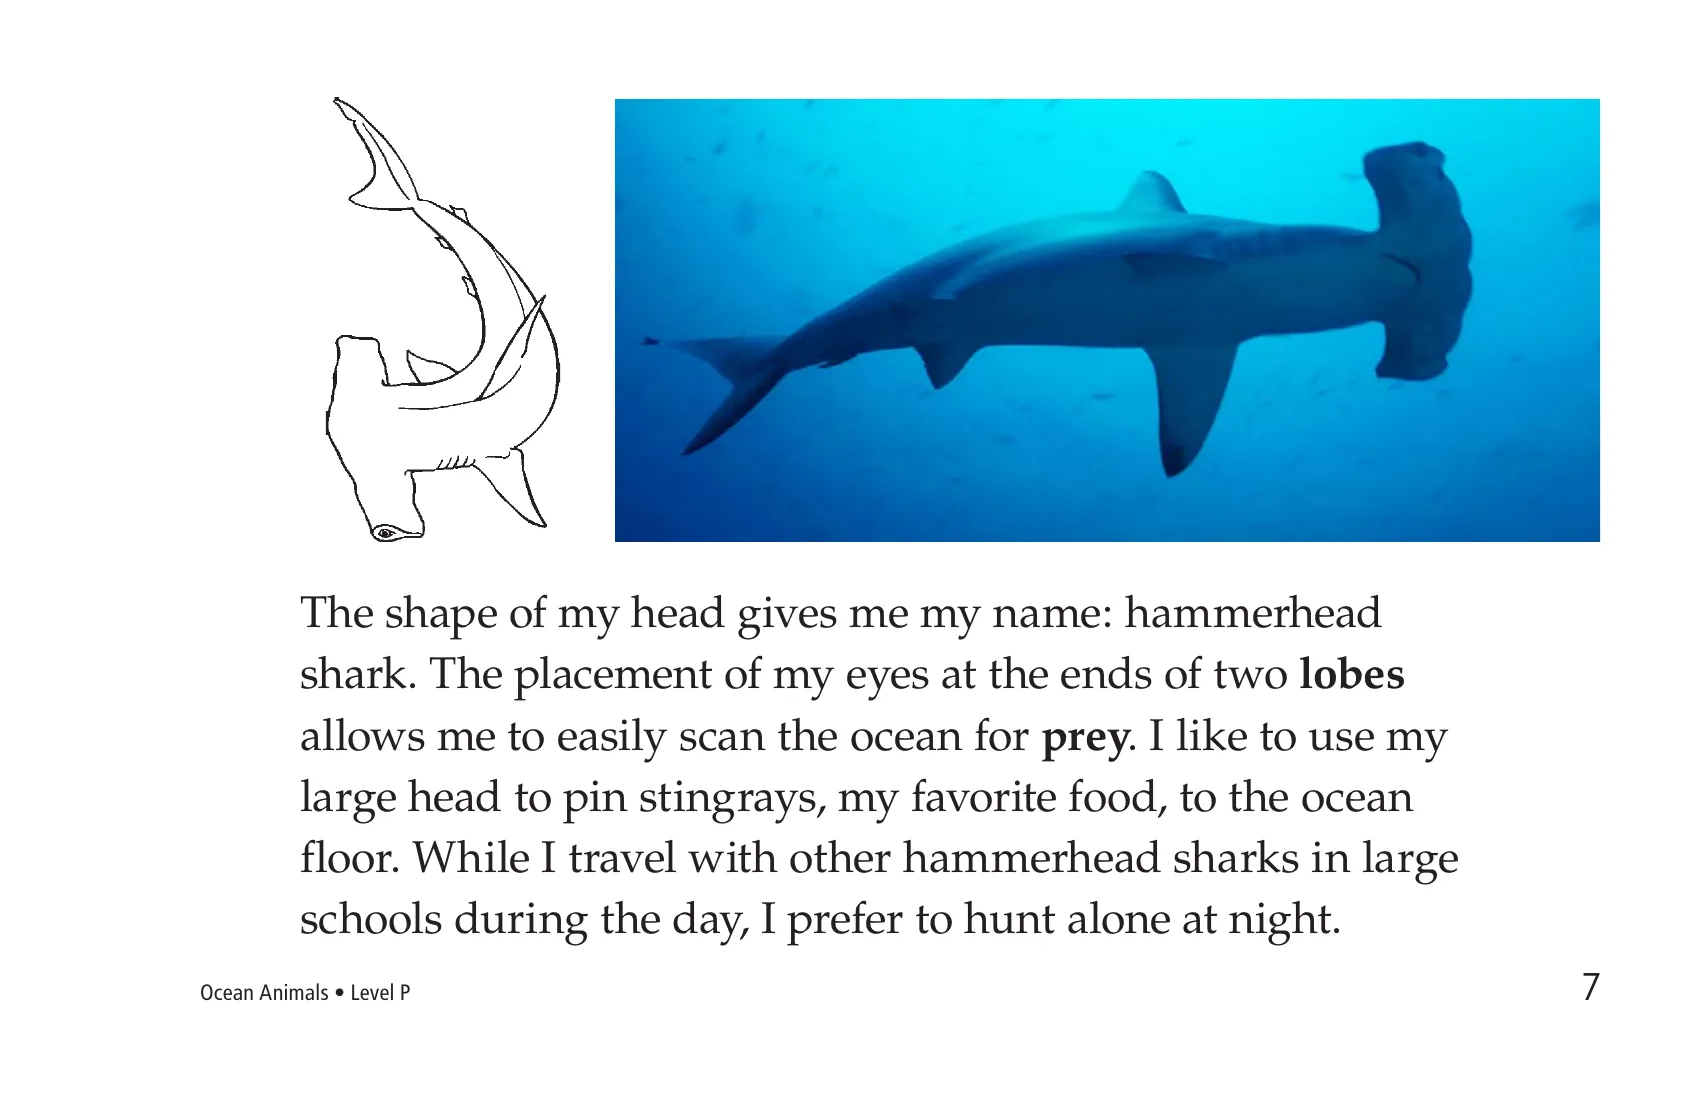 The shape of my head gives me my name: hammerhead
shark. The placement of my eyes at the ends of two lobes
allows me to easily scan the ocean for prey. I like to use my
large head to pin stingrays, my favorite food, to the ocean
floor. While I travel with other hammerhead sharks in large
schools during the day, I prefer to hunt alone at night.
Ocean Animals • Level P
7